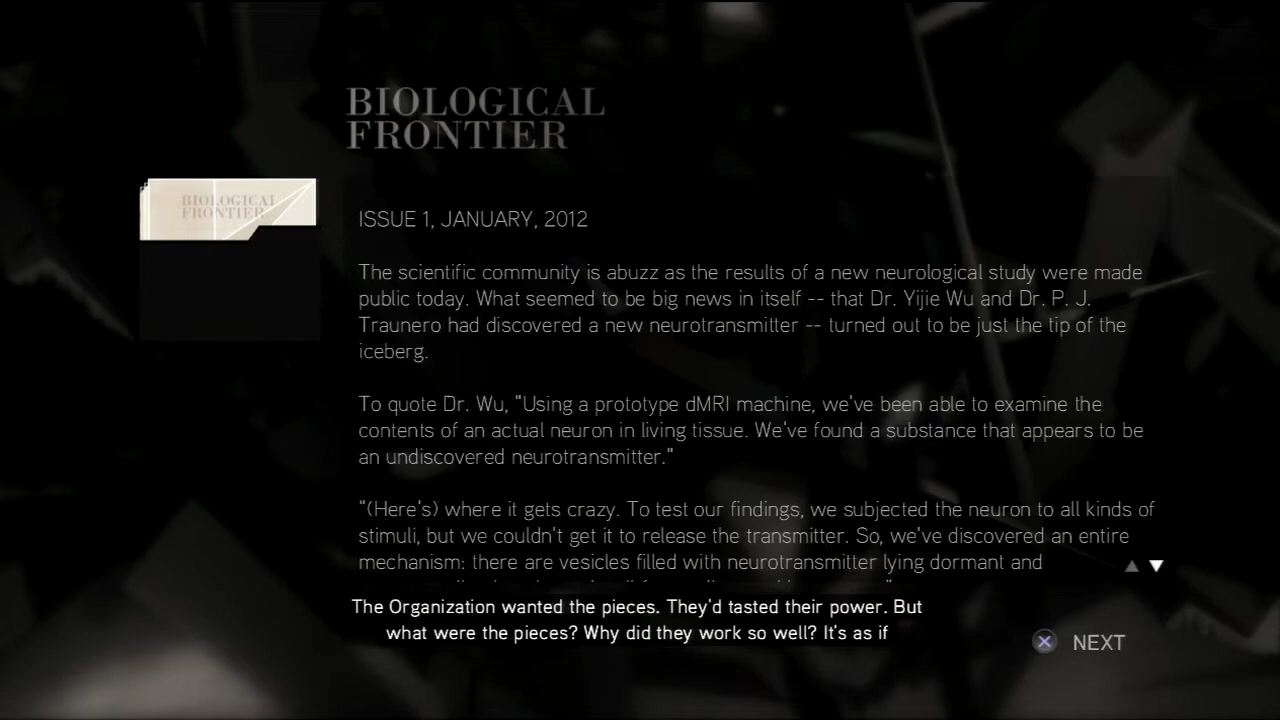 BIOLOGICAL
FRONTIER
BIOLOGICAL
FRONTIER
ISSUE 1, JANUARY, 2012
The scientific community is abuzz as the results of a new neurological study were made
public today. What seemed to be big news in itself -- that Dr. Yijie Wu and Dr. P. J.
Traunero had discovered a new neurotransmitter -- turned out to be just the tip of the
iceberg.
To quote Dr. Wu, "Using a prototype dMRI machine, we've been able to examine the
contents of an actual neuron in living tissue. We've found a substance that appears to be
an undiscovered neurotransmitter."
"(Here's) where it gets crazy. To test our findings, we subjected the neuron to all kinds of
stimuli, but we couldn't get it to release the transmitter. So, we've discovered an entire
mechanism: there are vesicles filled with neurotransmitter lying dormant and
The Organization wanted the pieces. They'd tasted their power. But
what were the pieces? Why did they work so well? It's as if
NEXT